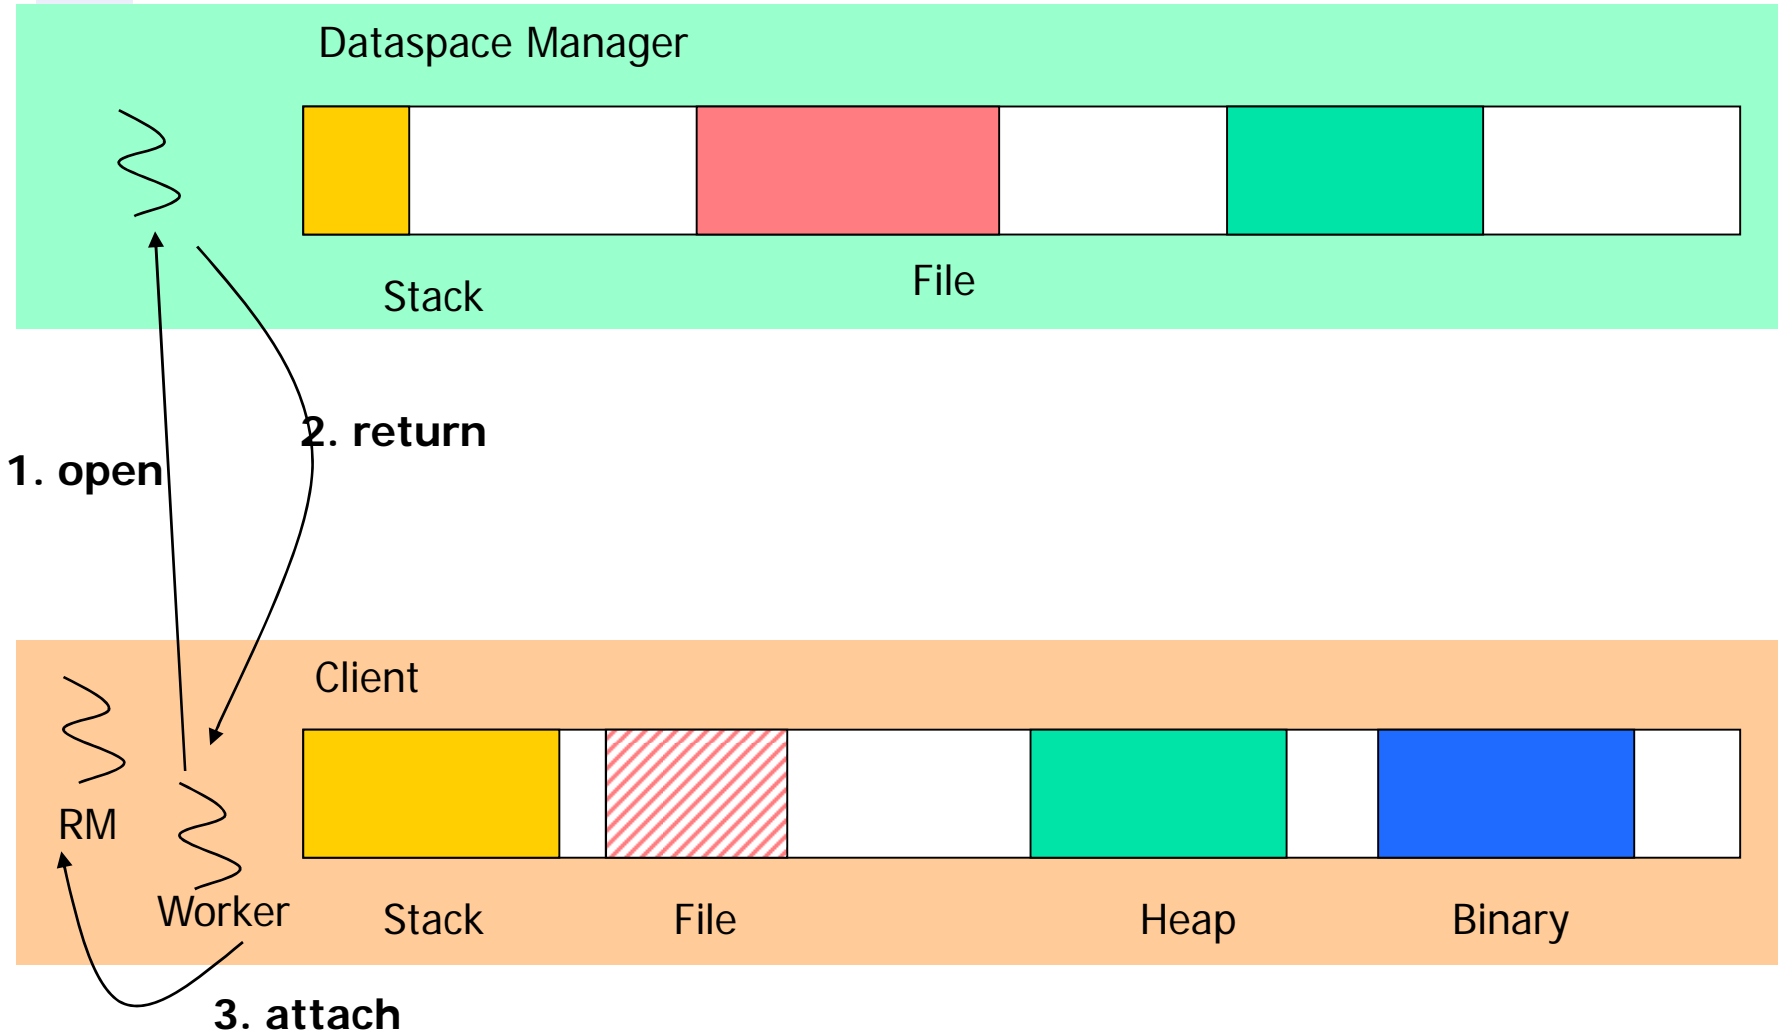 Dataspace Manager
Stack
File
2. return
1. open
Client
RM
Worker
Stack
File
Heap
Binary
3. attach